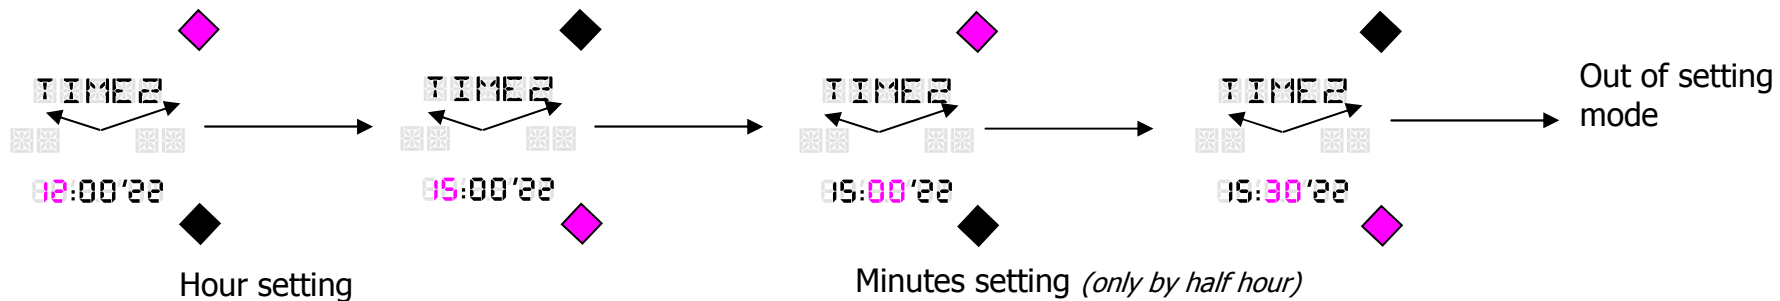 TIME2
TIME2
TIME2
TIME2
Out of setting
mode
12:00'22
15:00'22
15:00'22
15:30'22
Hour setting
Minutes setting (only by half hour)